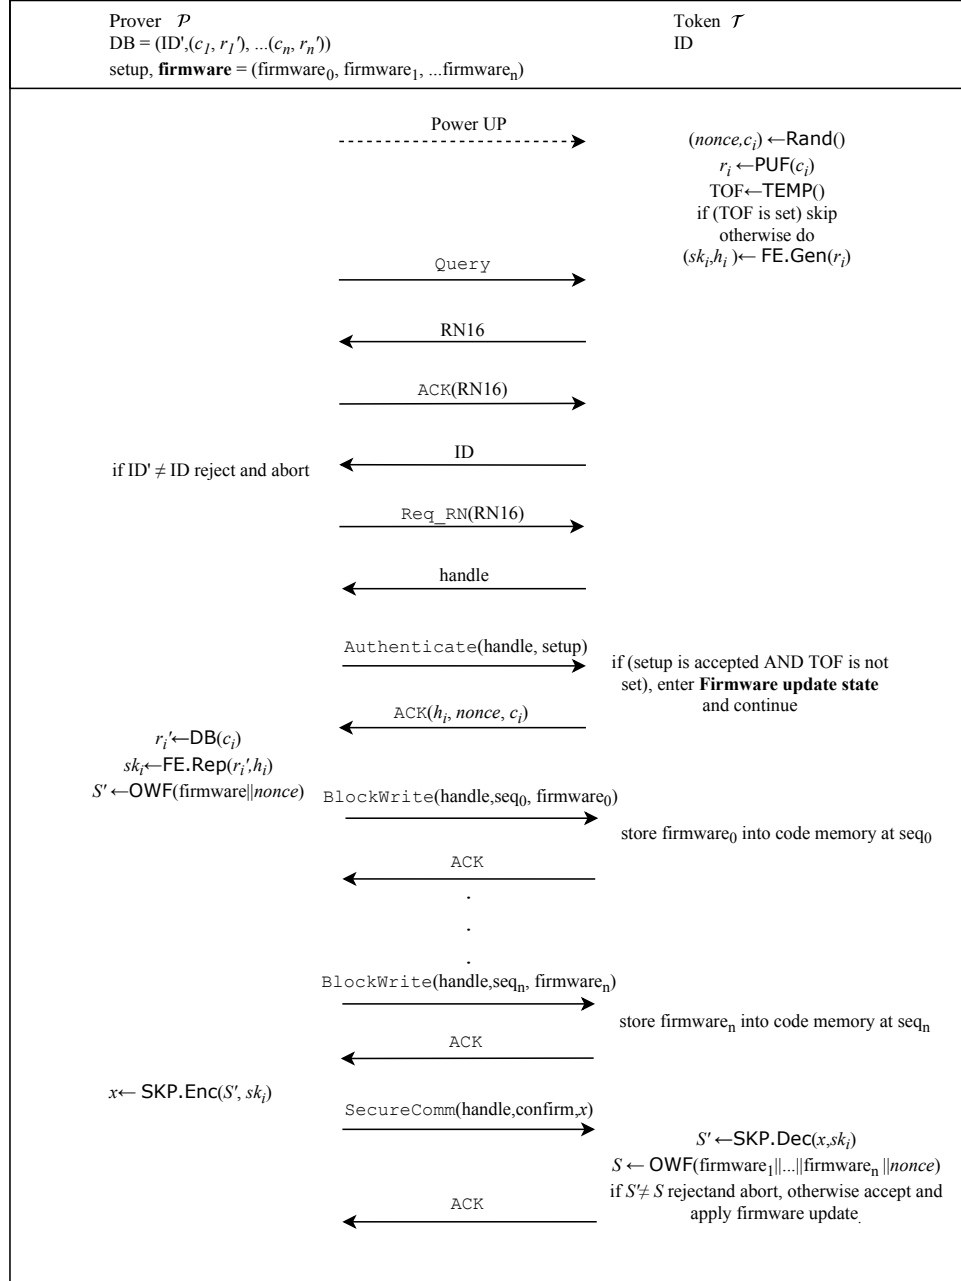 Prover 𝒫
DB = (ID',(c1, r1'), ...(cn, rn'))
setup, firmware = (firmware0, firmware1, ...firmwaren)
Token 𝒯
ID
Power UP
(nonce,ci) ←Rand()
ri ←PUF(ci)
TOF←TEMP()
if (TOF is set) skip
otherwise do
(ski,hi )← FE.Gen(ri)
Query
RN16
ACK(RN16)
ID
if ID' ≠ ID reject and abort
Req_RN(RN16)
handle
Authenticate(handle, setup)
if (setup is accepted AND TOF is not
set), enter Firmware update state
and continue
ACK(hi, nonce, ci)
ri'←DB(ci)
ski←FE.Rep(ri',hi)
S' ←OWF(firmware||nonce)
BlockWrite(handle,seq0, firmware0)
store firmware0 into code memory at seq0
ACK
.
.
.
BlockWrite(handle,seqn, firmwaren)
store firmwaren into code memory at seqn
ACK
x← SKP.Enc(S', ski)
SecureComm(handle,confirm,x)
S' ←SKP.Dec(x,ski)
S ← OWF(firmware1||...||firmwaren ||nonce)
if S'≠ S rejectand abort, otherwise accept and
apply firmware update.
ACK